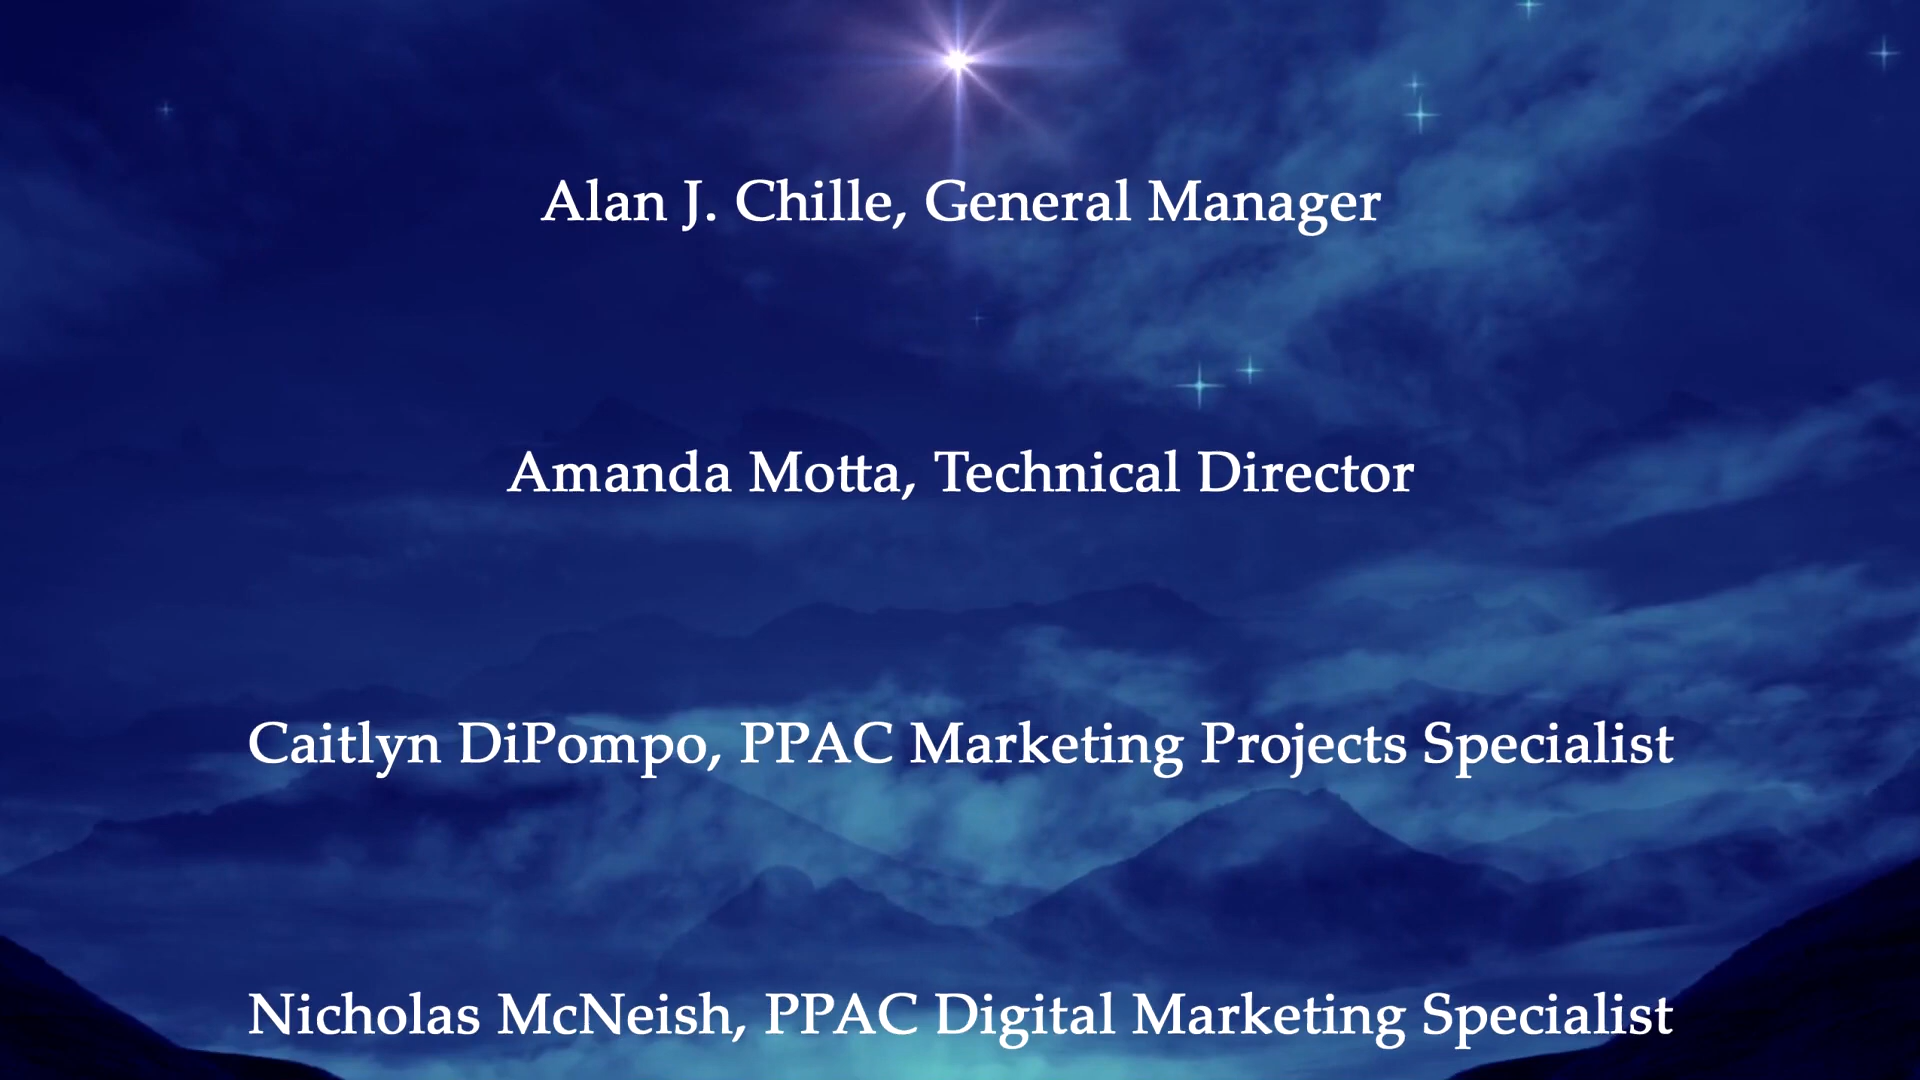 Alan J. Chille, General Manager
Amanda Motta, Technical Director
Caitlyn DiPompo, PPAC Marketing Projects Specialist
Nicholas McNeish, PPAC Digital Marketing Specialist